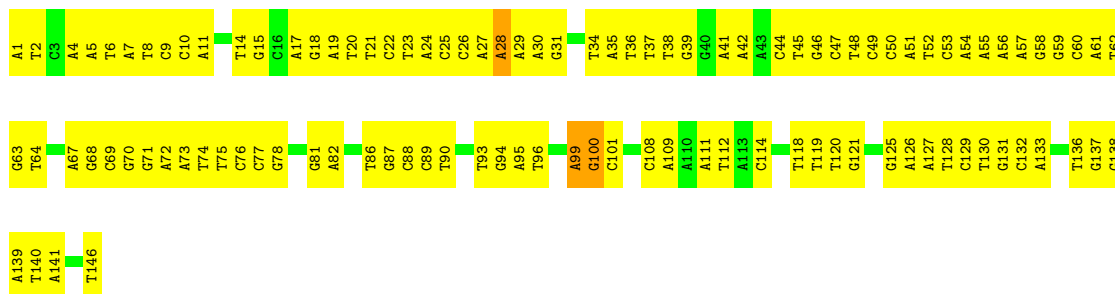 A1 T2 C3 A4 A5 T6 A7 T8 C9 C10 A11 T14 G15 C16 A17 G18 A19 T20 T21 C22 T23 A24 C25 C26 A27 A28 A29 A30 G31 T34 A35 T36 T37 T38 G39 G40 A41 A42 A43 C44 T45 G46 C47 T48 C49 C50 A51 T52 C53 A54 A55 A56 A57 G58 G59 C60 A61 T62
G63 T64 A67 G68 C69 G70 G71 A72 A73 T74 T75 C76 C77 G78 G81 A82 T86 G87 C88 C89 T90 T93 G94 A95 T96 A99 G100 C101 C108 A109 A110 A111 T112 A113 C114 T118 T119 T120 G121 G125 A126 A127 T128 C129 T130 G131 C132 A133 T136 G137 G138
A139 T140 A141 T146